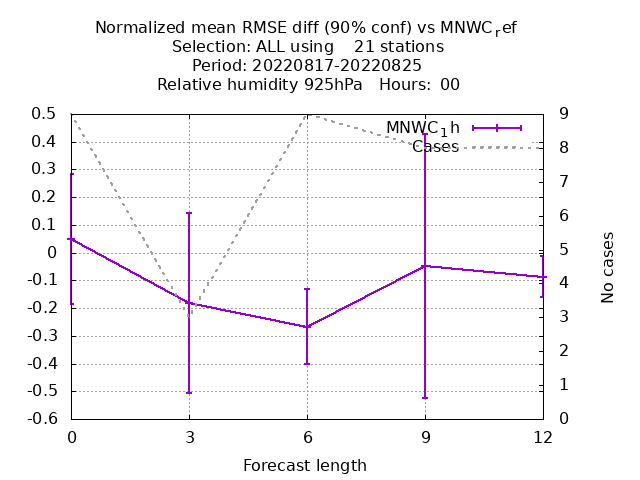 Normalized mean RMSE diff (90% conf) vs MNWC_ref
Selection: ALL using 21 stations
Period: 20220817-20220825
Relative humidity 925hPa Hours: 00
MNWC_1h
Cases
0.5
0.4
0.3
0.2
0.1
0
-0.1
-0.2
-0.3
-0.4
-0.5
-0.6
9
8
7
6
5
4
3
2
1
0
No cases
0 3 6 9 12
Forecast length